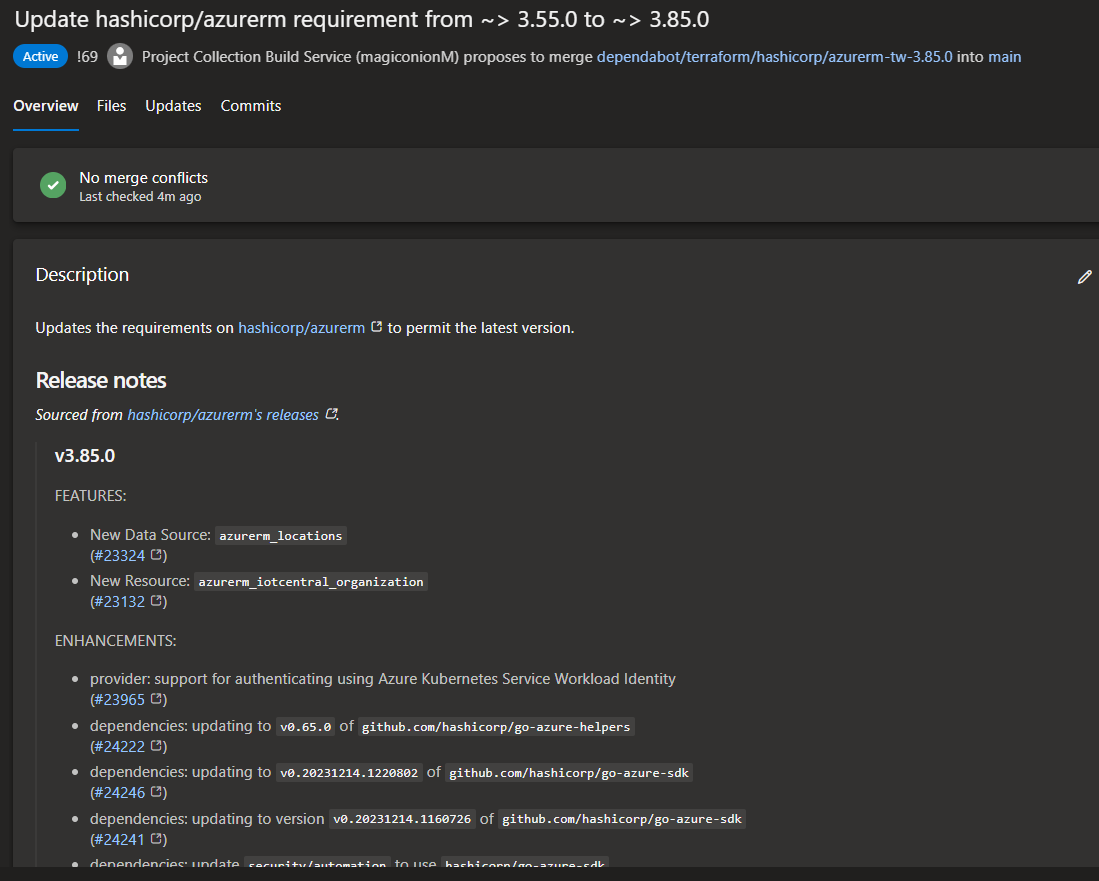 Update hashicorp/azurerm requirement from ~> 3.55.0 to ~> 3.85.0
Active !69 Project Collection Build Service (magiconionM) proposes to merge dependabot/terraform/hashicorp/azurerm-tw-3.85.0 into main
Overview Files Updates Commits
No merge conflicts
Last checked 4m ago
Description
Updates the requirements on hashicorp/azurerm to permit the latest version.
Release notes
Sourced from hashicorp/azurerm's releases.
v3.85.0
FEATURES:
• New Data Source: azurerm_locations
(#23324)
• New Resource: azurerm_iotcentral_organization
(#23132)
ENHANCEMENTS:
• provider: support for authenticating using Azure Kubernetes Service Workload Identity
(#23965)
• dependencies: updating to v0.65.0 of github.com/hashicorp/go-azure-helpers
(#24222)
• dependencies: updating to v0.20231214.1220802 of github.com/hashicorp/go-azure-sdk
(#24246)
• dependencies: updating to version v0.20231214.1160726 of github.com/hashicorp/go-azure-sdk
(#24241)
• dependencies: update security/automation to use hashicorp/go-azure-sdk